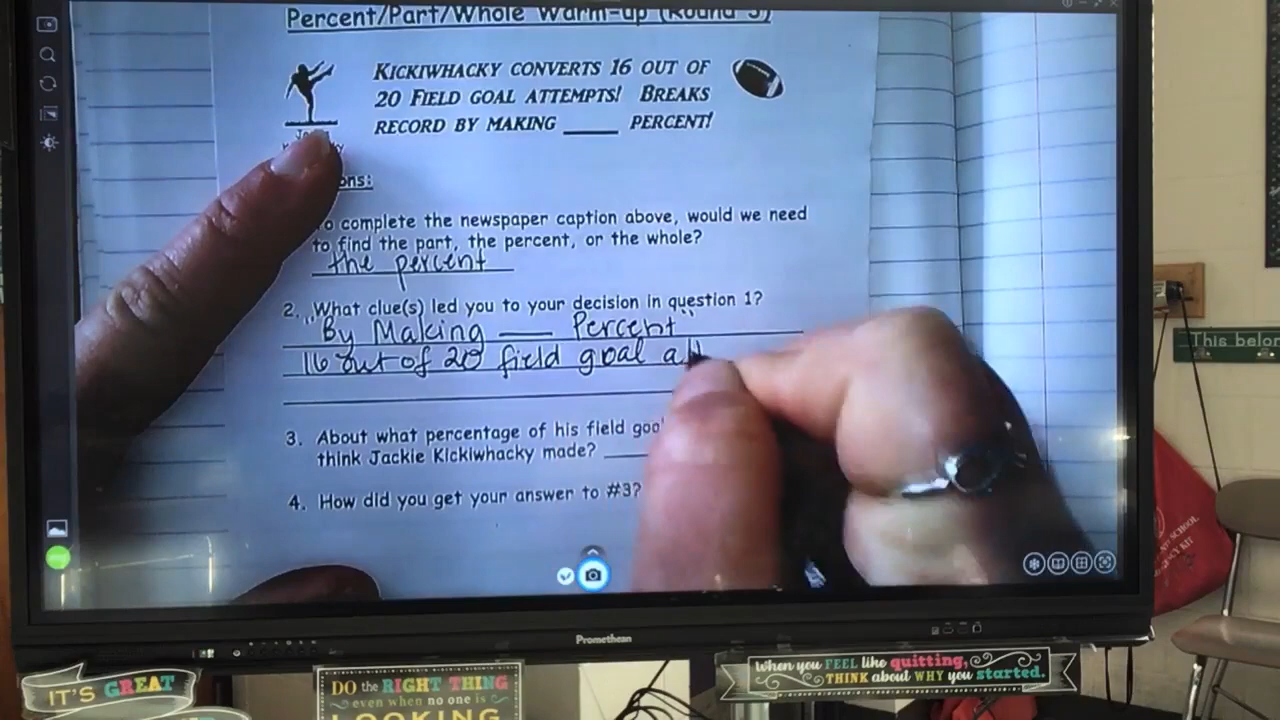 Percent/Part/Whole Warm-up (Round 3)
KICKIWHACKY CONVERTS 16 OUT OF
20 FIELD GOAL ATTEMPTS! BREAKS
RECORD BY MAKING ____ PERCENT!
ons:
o complete the newspaper caption above, would we need
to find the part, the percent, or the whole?
the percent
2. What clue(s) led you to your decision in question 1?
"By Making ___ Percent"
16 out of 20 field goal att
3. About what percentage of his field goal
think Jackie Kickiwhacky made? ____
4. How did you get your answer to #3?
Promethean
This belon
IT'S GREAT
DO the RIGHT THING
even when no one is
LOOKING
When you FEEL like quitting,
THINK about WHY you started.